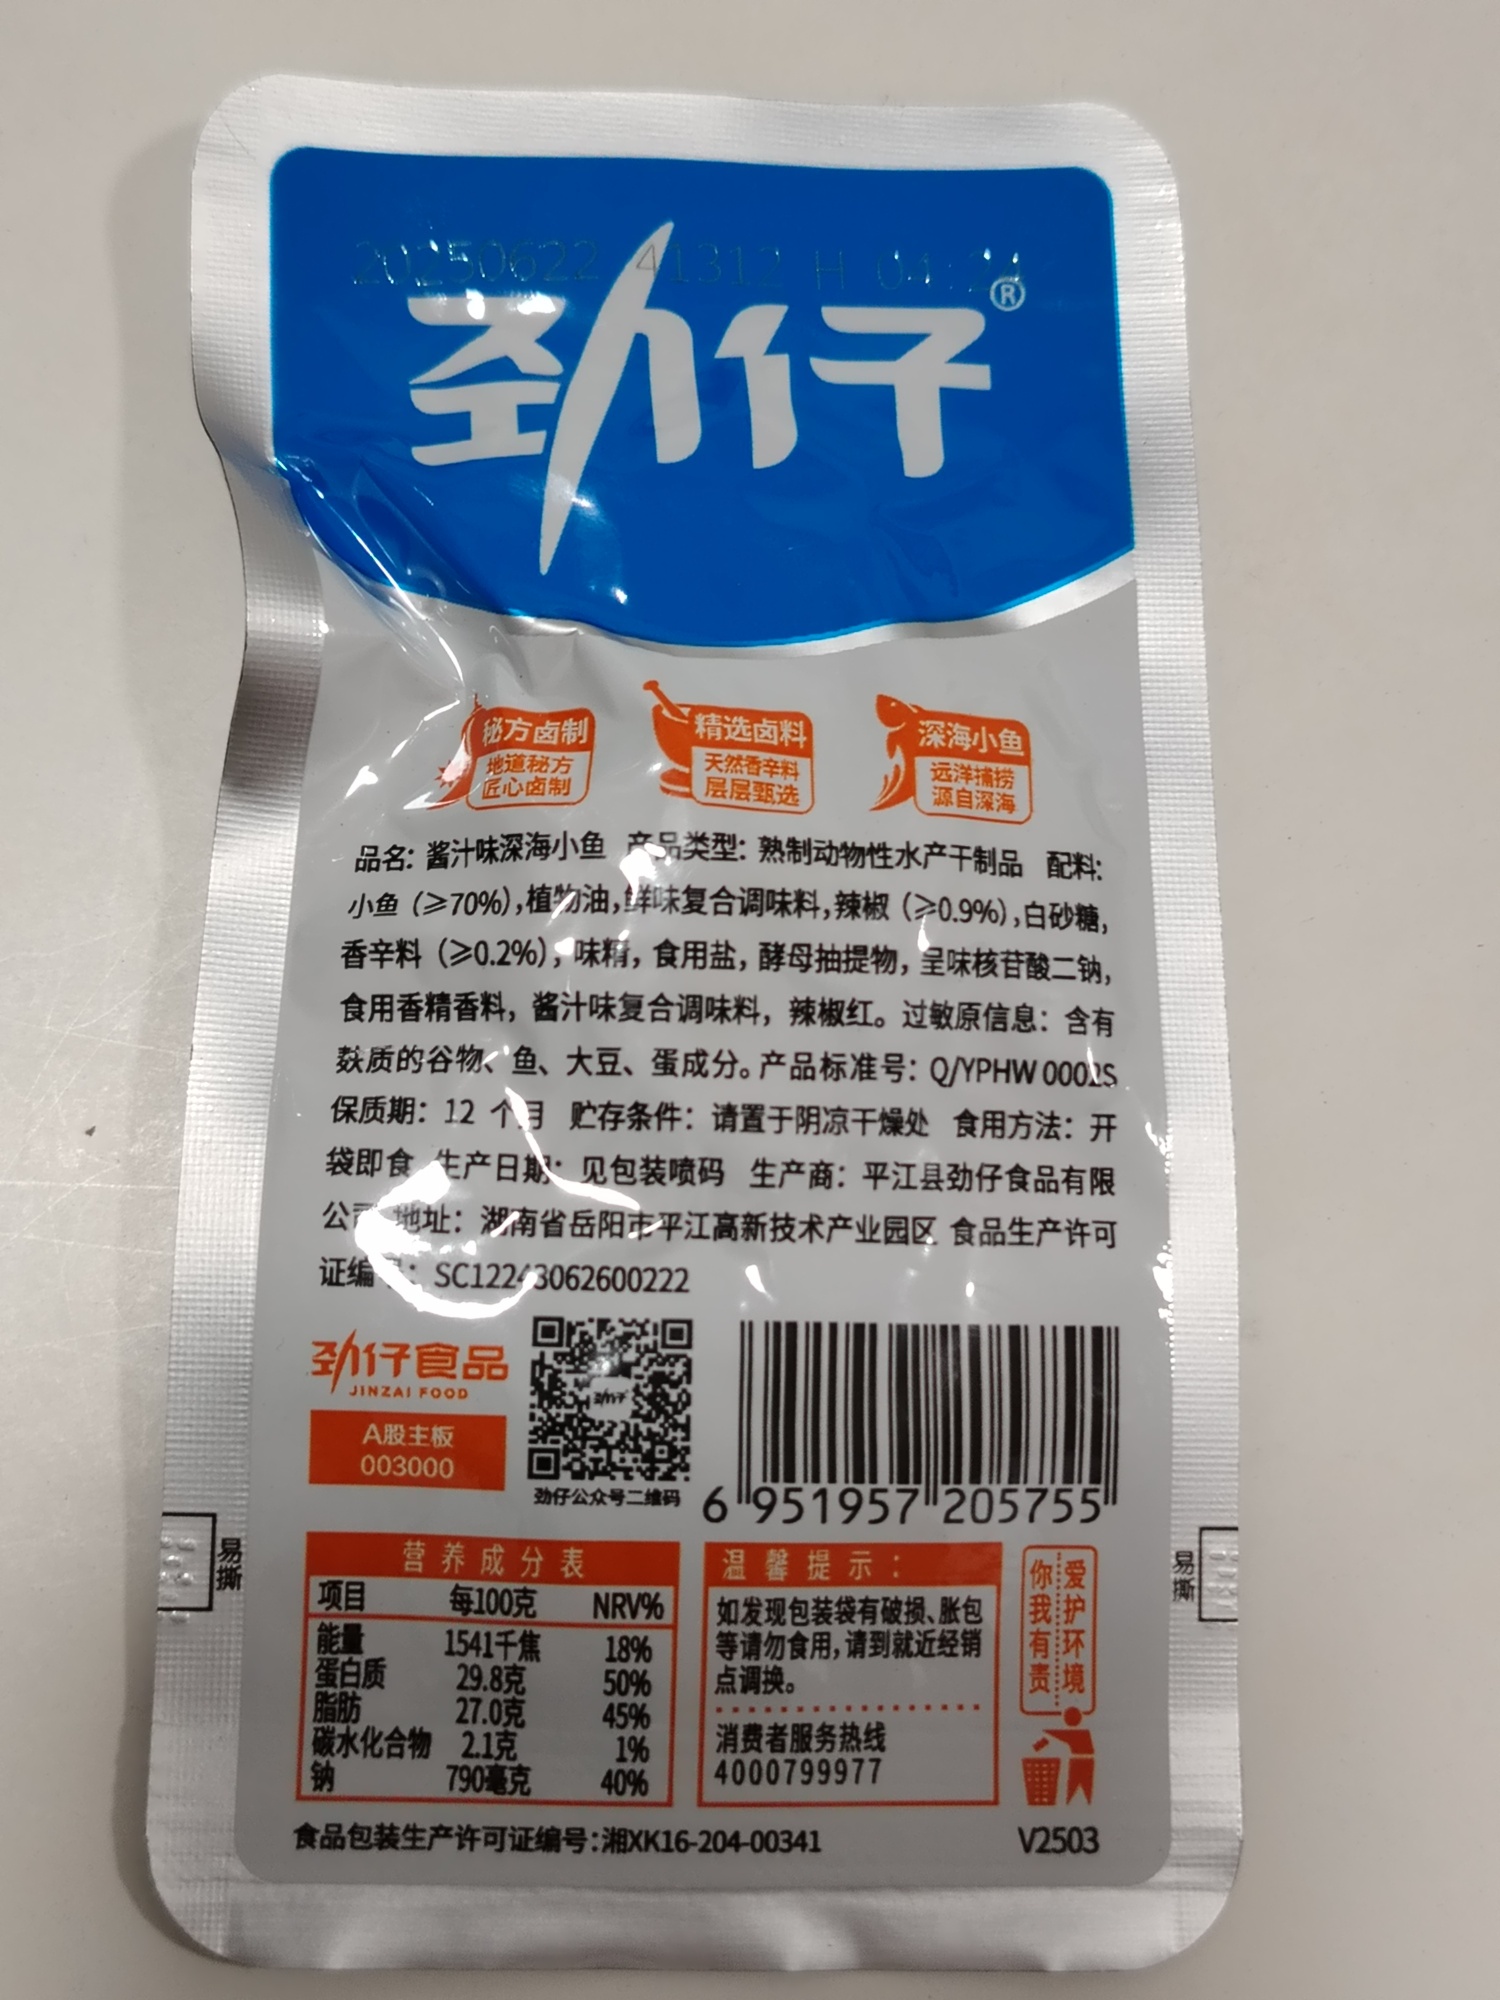 20250622 41312 H 04:24
劲仔®
秘方卤制
地道秘方
匠心卤制
精选卤料
天然香辛料
层层甄选
深海小鱼
远洋捕捞
源自深海
品名: 酱汁味深海小鱼 产品类型: 熟制动物性水产干制品 配料:
小鱼(≥70%),植物油,鲜味复合调味料,辣椒(≥0.9%),白砂糖,
香辛料(≥0.2%), 味精, 食用盐, 酵母抽提物, 呈味核苷酸二钠,
食用香精香料, 酱汁味复合调味料, 辣椒红。过敏原信息: 含有
麸质的谷物、鱼、大豆、蛋成分。产品标准号: Q/YPHW 0001S
保质期: 12 个月 贮存条件: 请置于阴凉干燥处 食用方法: 开
袋即食 生产日期: 见包装喷码 生产商: 平江县劲仔食品有限
公司 地址: 湖南省岳阳市平江高新技术产业园区 食品生产许可
证编号: SC12243062600222
劲仔食品
JINZAI FOOD
A股主板
003000
劲仔
劲仔公众号二维码
6 951957 205755
易撕
易撕
营养成分表
项目 每100克 NRV%
能量 1541千焦 18%
蛋白质 29.8克 50%
脂肪 27.0克 45%
碳水化合物 2.1克 1%
钠 790毫克 40%
温馨提示:
如发现包装袋有破损、胀包
等请勿食用,请到就近经销
点调换。
消费者服务热线
4000799977
爱护环境
你我有责
食品包装生产许可证编号:湘XK16-204-00341
V2503